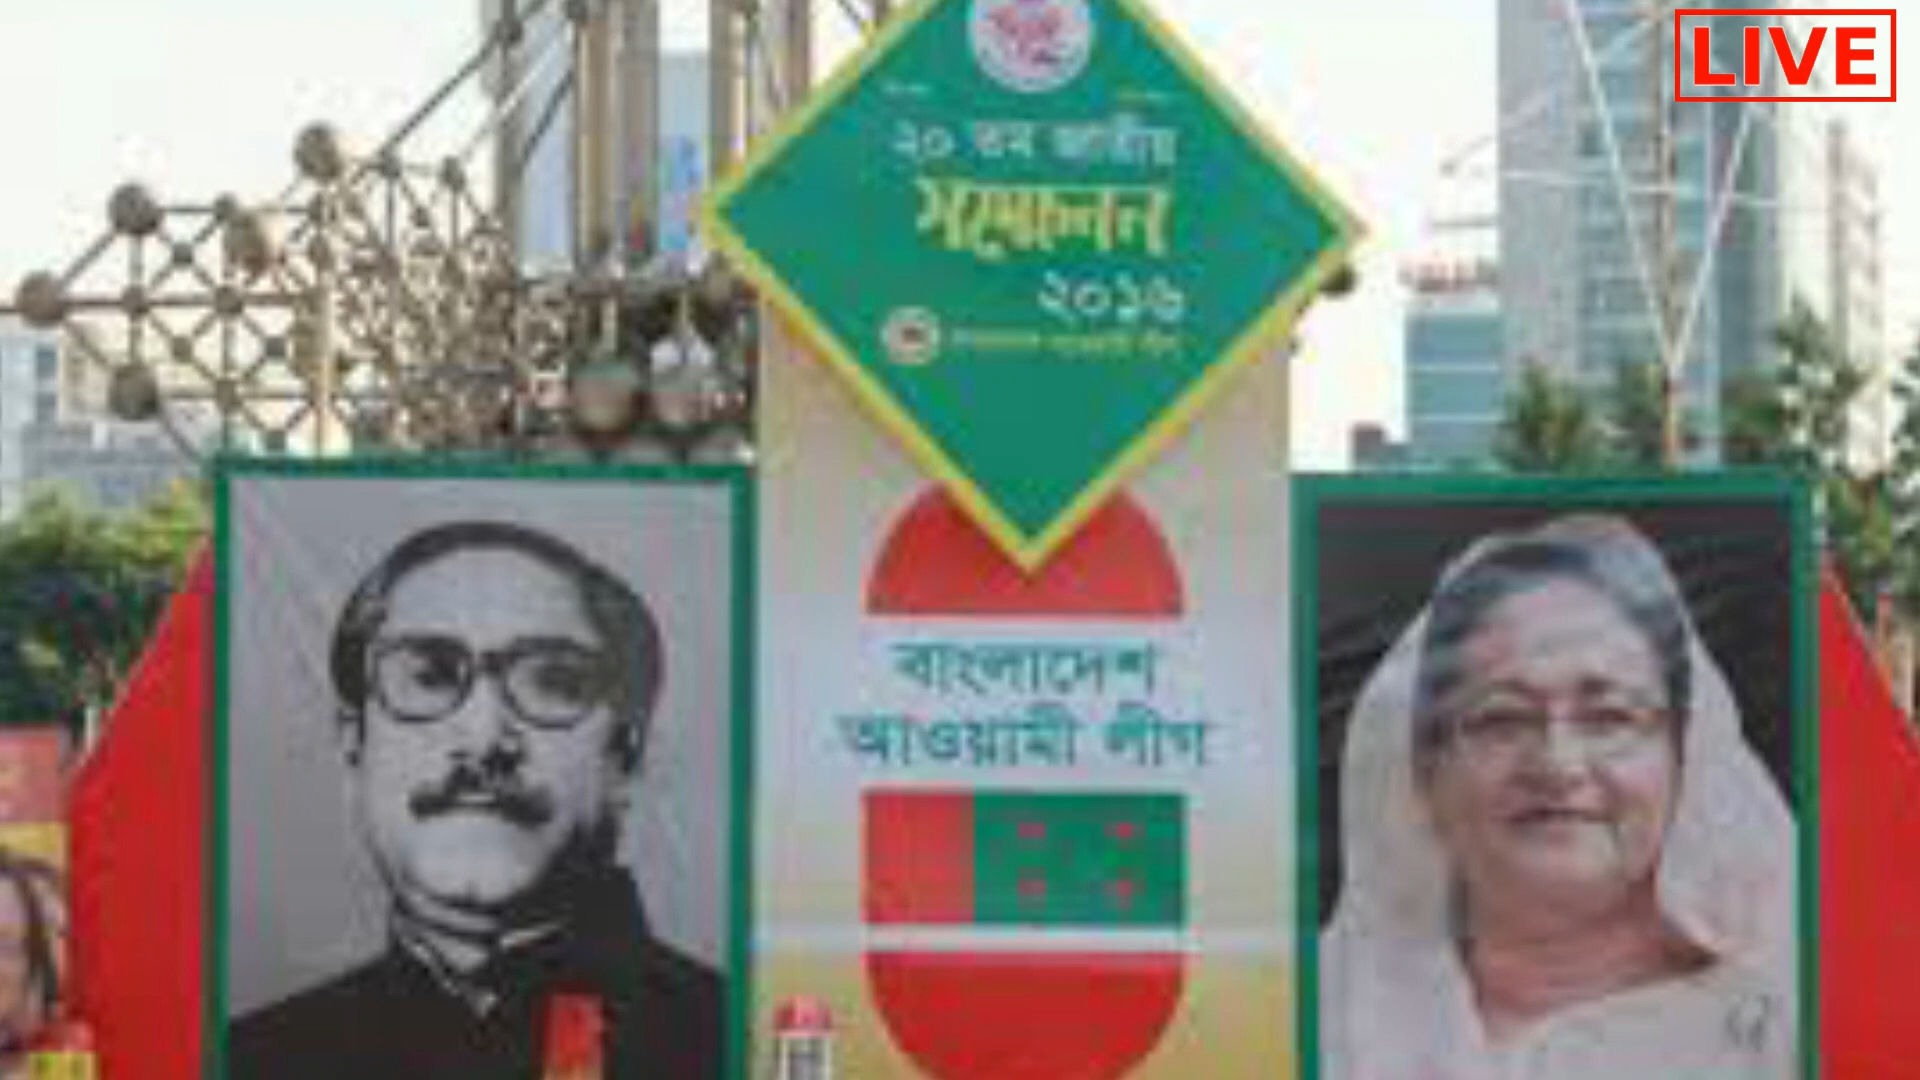 LIVE
২০ তম জাতীয়
সম্মেলন
২০১৬
বাংলাদেশ
আওয়ামী লীগ